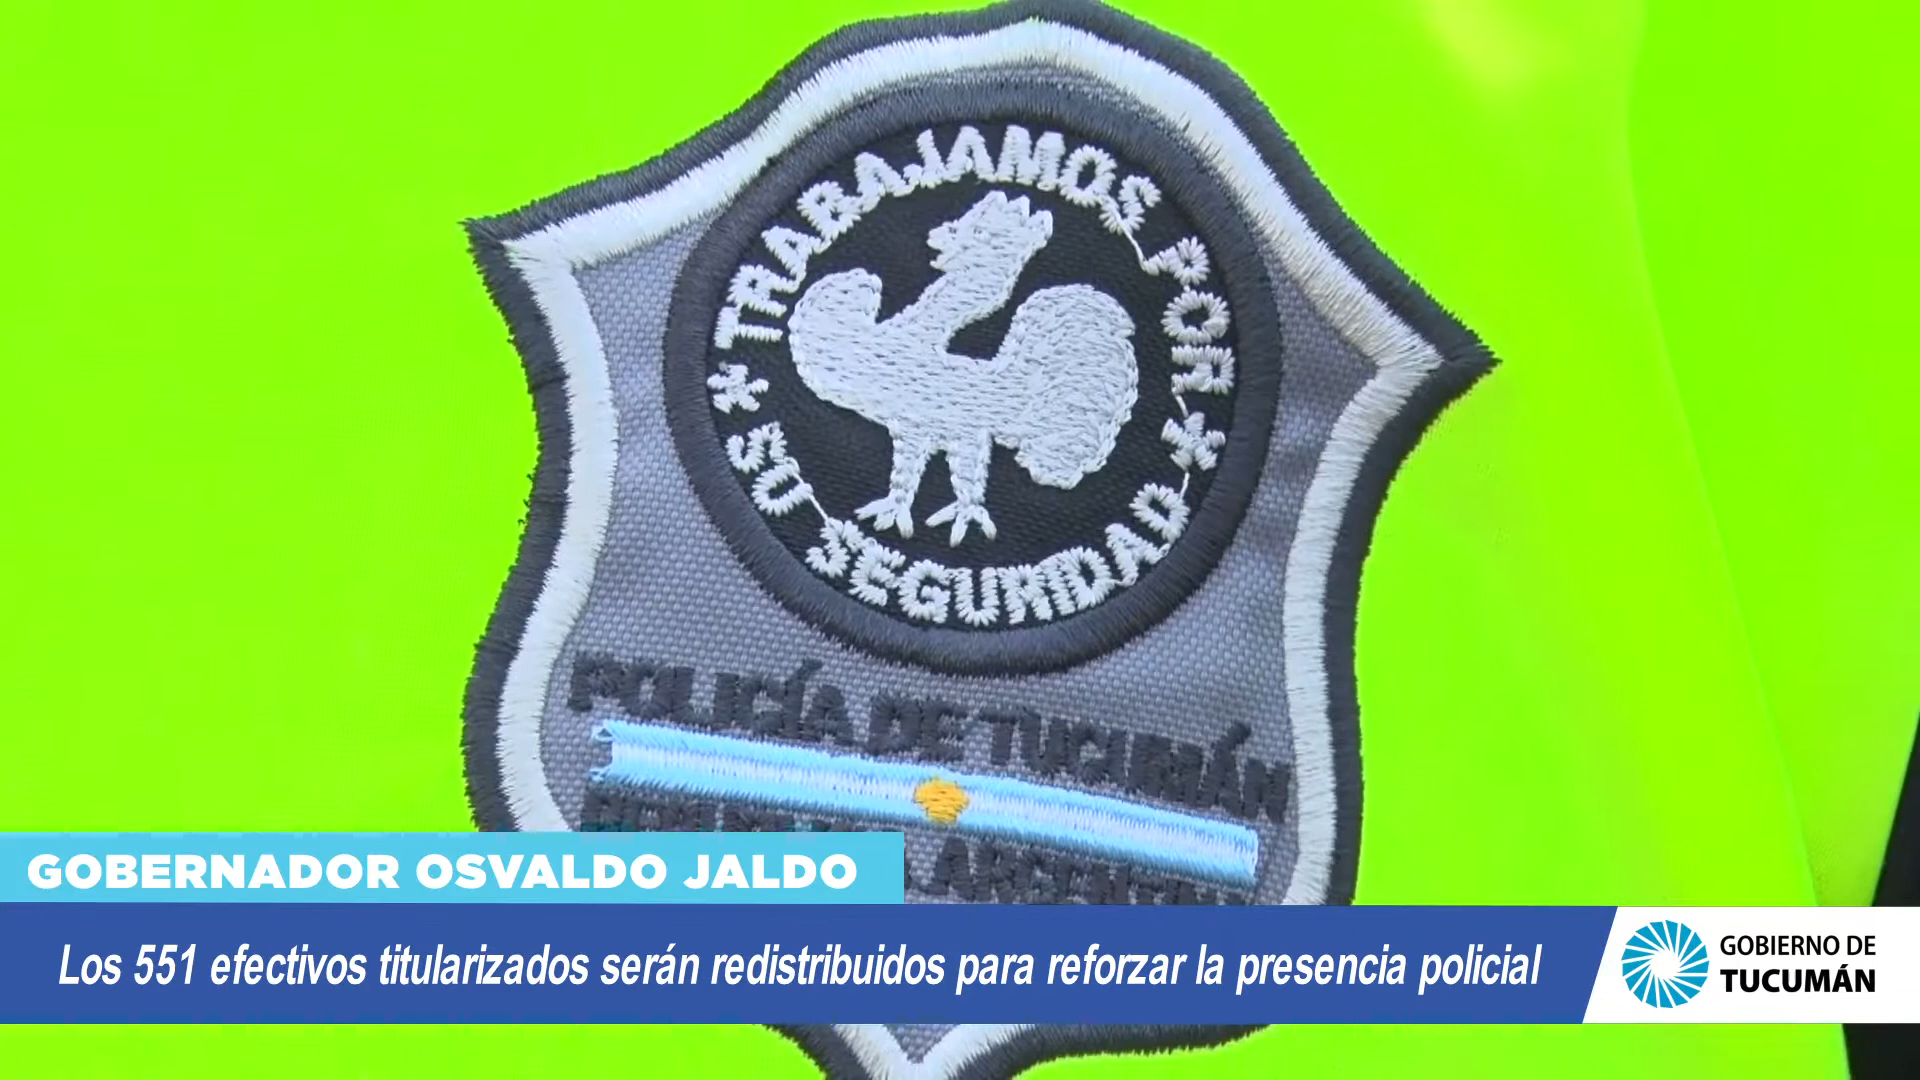 * TRABAJAMOS POR *
SU SEGURIDAD
POLICÍA DE TUCUMÁN
GOBERNADOR OSVALDO JALDO
Los 551 efectivos titularizados serán redistribuidos para reforzar la presencia policial
GOBIERNO DE
TUCUMÁN